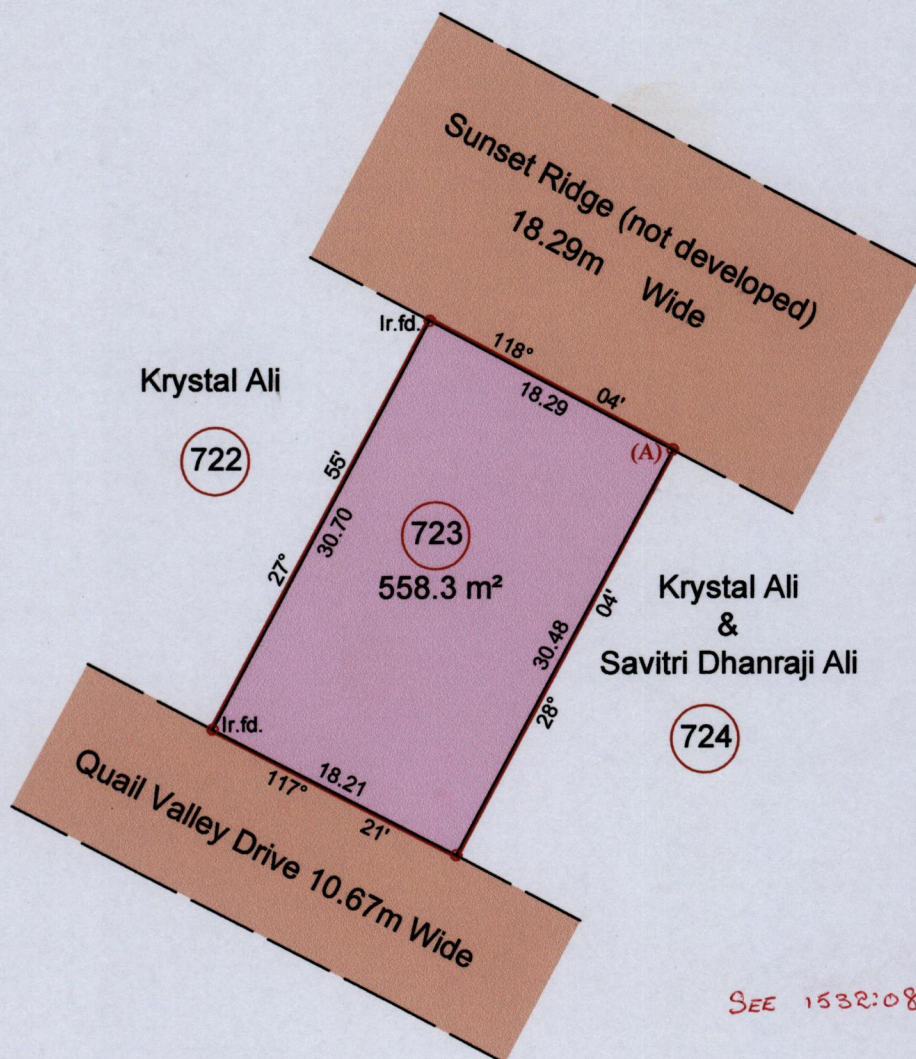 Sunset Ridge (not developed)
18.29m Wide
Ir.fd.
118° 04'
18.29
(A)
Krystal Ali
722
27° 55'
30.70
723
558.3 m²
30.48
28° 04'
Krystal Ali
&
Savitri Dhanraji Ali
724
Ir.fd.
18.21
117° 21'
Quail Valley Drive 10.67m Wide
SEE 1532:08